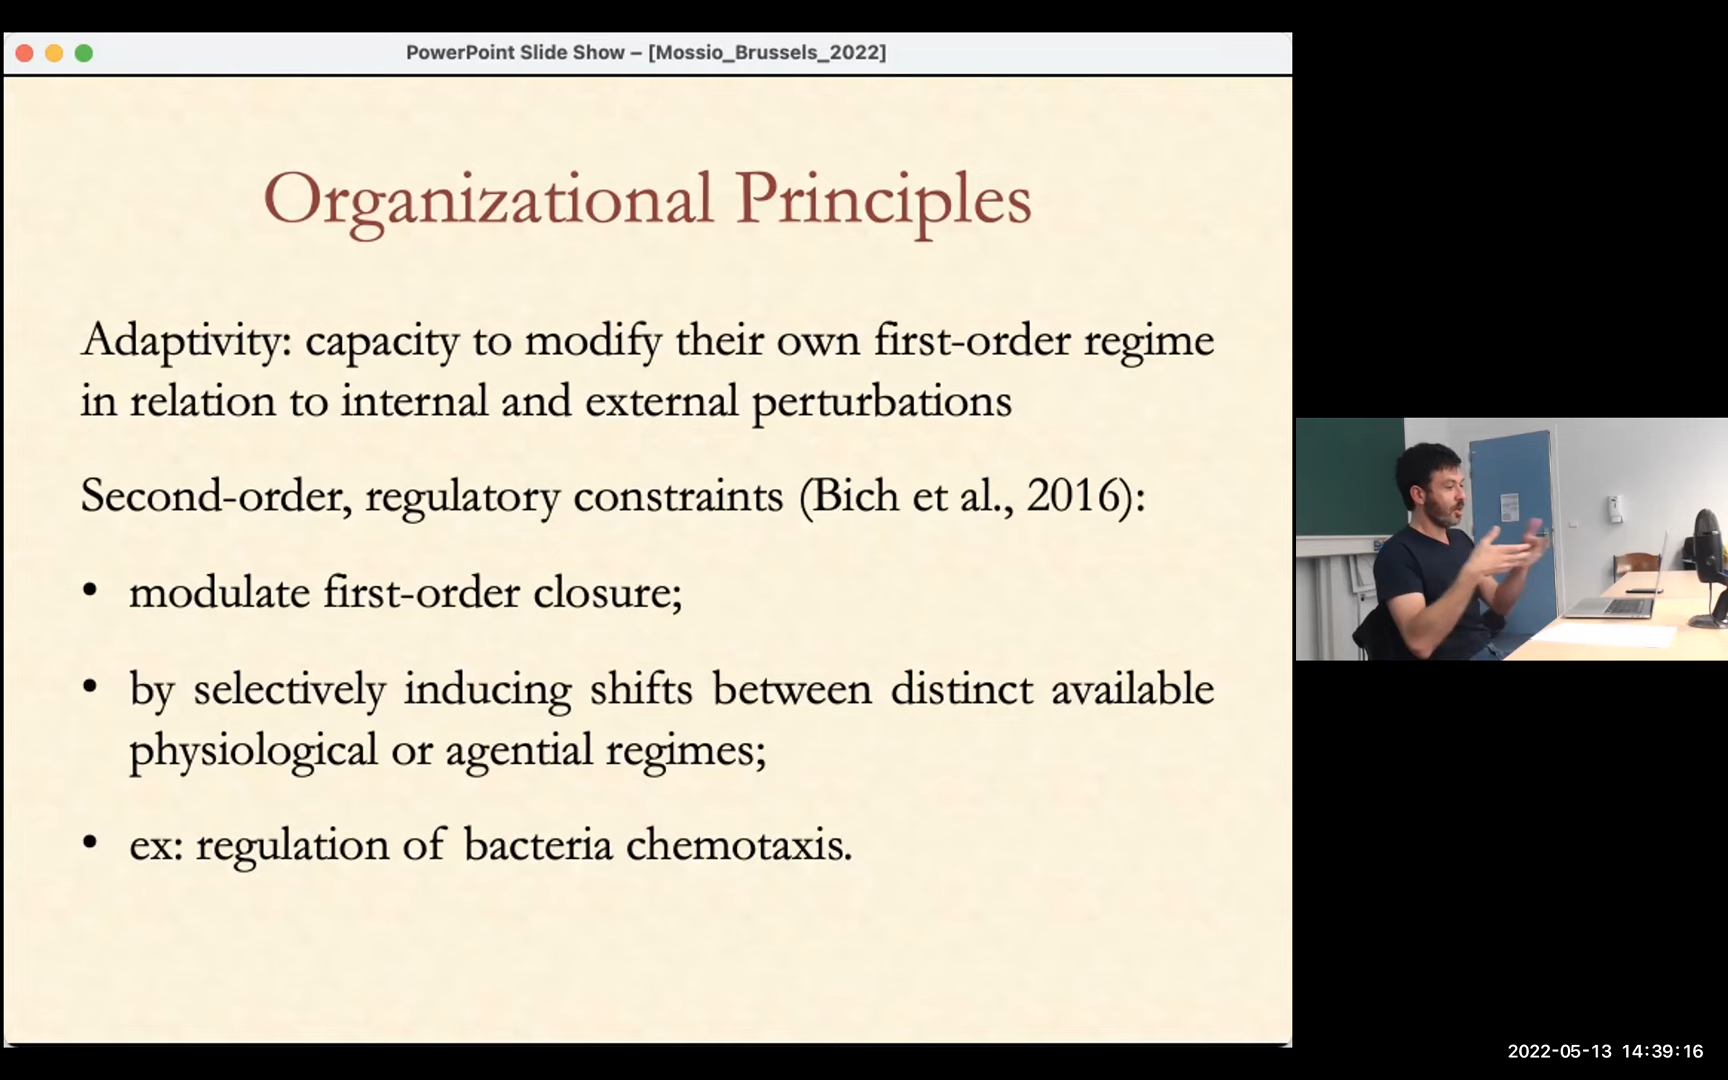 PowerPoint Slide Show – [Mossio_Brussels_2022]
Organizational Principles
Adaptivity: capacity to modify their own first-order regime
in relation to internal and external perturbations
Second-order, regulatory constraints (Bich et al., 2016):
• modulate first-order closure;
• by selectively inducing shifts between distinct available
physiological or agential regimes;
• ex: regulation of bacteria chemotaxis.
2022-05-13 14:39:16